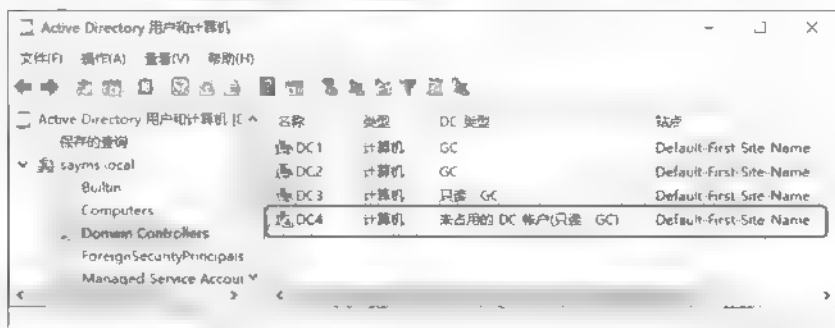 Active Directory 用户和计算机
文件(F) 操作(A) 查看(V) 帮助(H)
Active Directory 用户和计算机 [E
保存的查询
sayms.local
Builtin
Computers
Domain Controllers
ForeignSecurityPrincipals
Managed Service Accour
名称 类型 DC 类型 站点
DC1 计算机 GC Default-First-Site-Name
DC2 计算机 GC Default-First-Site-Name
DC3 计算机 只读 GC Default-First-Site-Name
DC4 计算机 未占用的 DC 帐户(只读 GC) Default-First-Site-Name